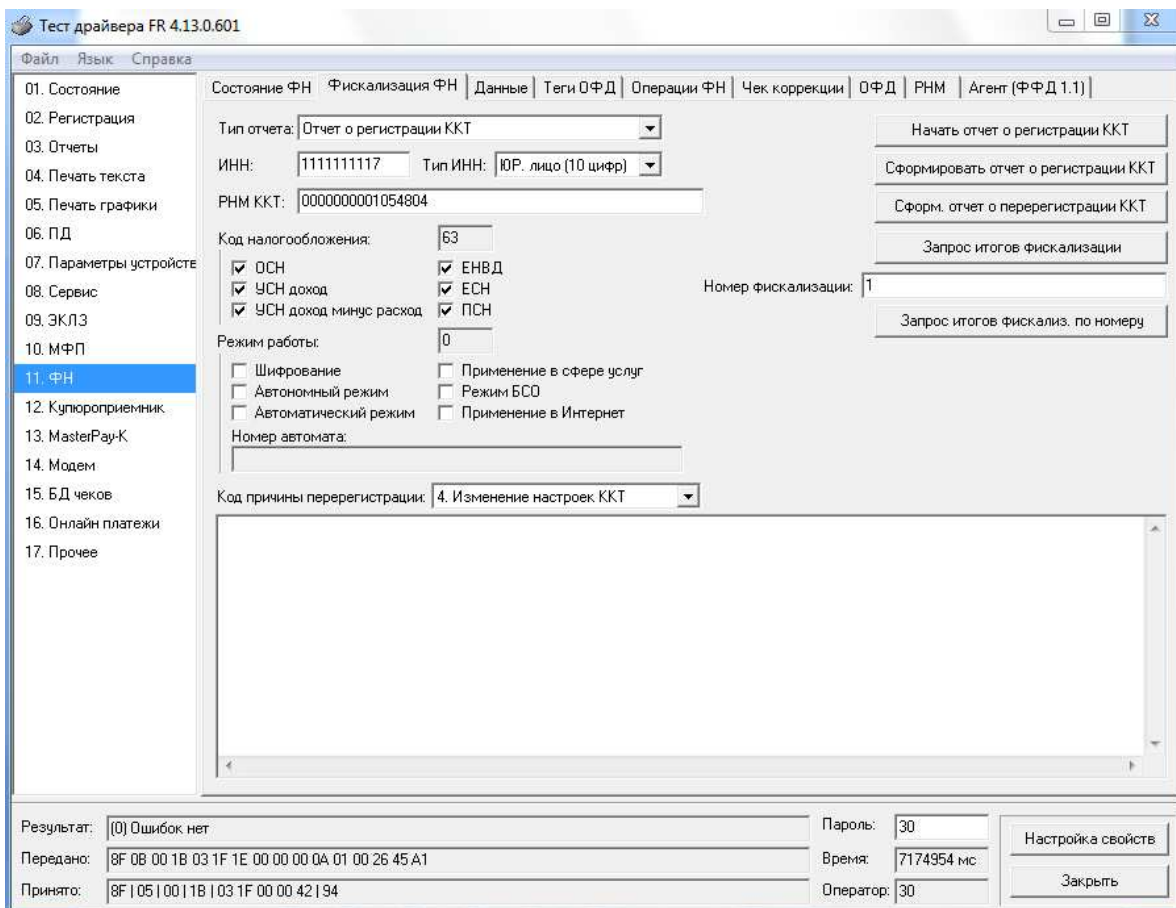 Тест драйвера FR 4.13.0.601
Файл Язык Справка
01. Состояние
02. Регистрация
03. Отчеты
04. Печать текста
05. Печать графики
06. ПД
07. Параметры устройств
08. Сервис
09. ЭКЛЗ
10. МФП
11. ФН
12. Купюроприемник
13. MasterPay-K
14. Модем
15. БД чеков
16. Онлайн платежи
17. Прочее
Состояние ФН Фискализация ФН Данные Теги ОФД Операции ФН Чек коррекции ОФД РНМ Агент (ФФД 1.1)
Тип отчета: Отчет о регистрации ККТ
ИНН: 1111111117 Тип ИНН: ЮР. лицо (10 цифр)
РНМ ККТ: 0000000001054804
Код налогообложения: 63
ОСН ЕНВД
УСН доход ЕСН
УСН доход минус расход ПСН
Режим работы: 0
Шифрование Применение в сфере услуг
Автономный режим Режим БСО
Автоматический режим Применение в Интернет
Номер автомата:
Код причины перерегистрации: 4. Изменение настроек ККТ
Начать отчет о регистрации ККТ
Сформировать отчет о регистрации ККТ
Сформ. отчет о перерегистрации ККТ
Запрос итогов фискализации
Номер фискализации: 1
Запрос итогов фискализ. по номеру
Результат: (0) Ошибок нет
Передано: 8F 0B 00 1B 03 1F 1E 00 00 00 0A 01 00 26 45 A1
Принято: 8F | 05 | 00 | 1B | 03 1F 00 00 42 | 94
Пароль: 30
Время: 7174954 мс
Оператор: 30
Настройка свойств
Закрыть